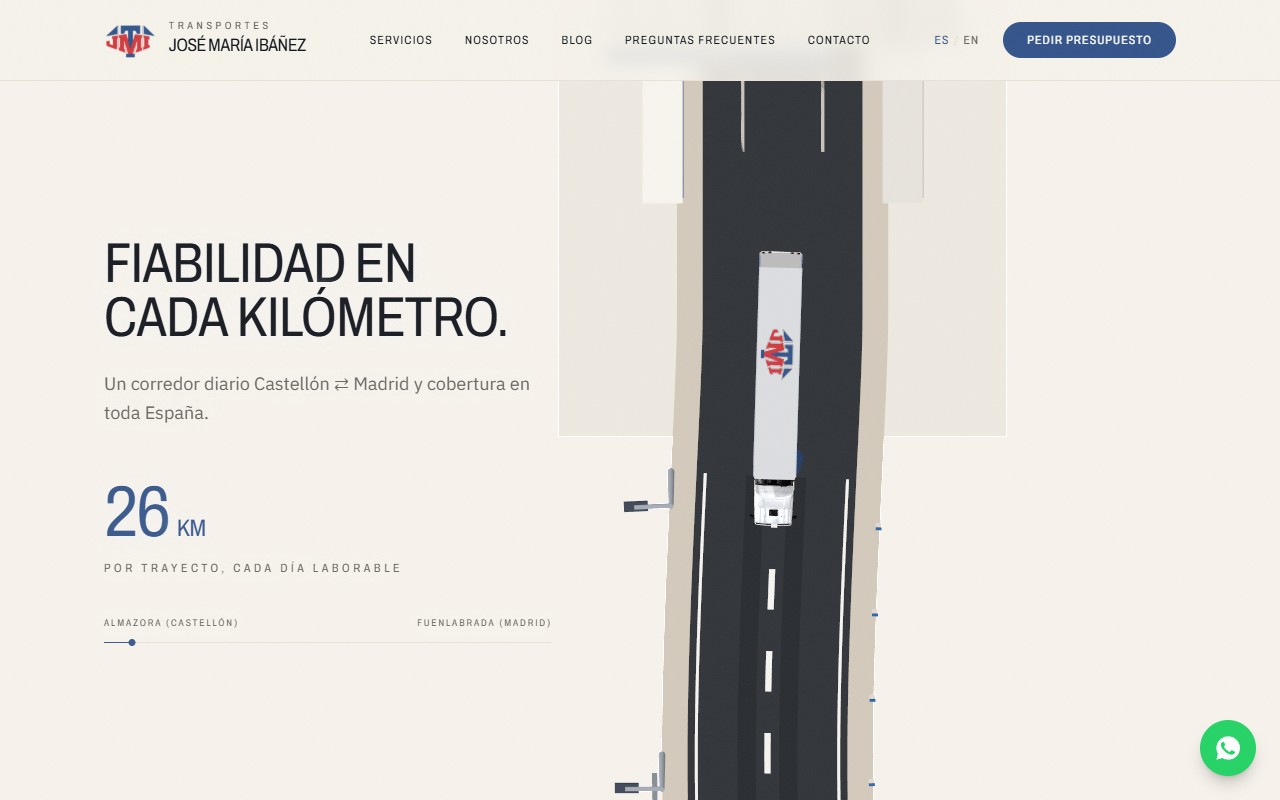 TRANSPORTES
JOSÉ MARÍA IBÁÑEZ
JTMI
SERVICIOS
NOSOTROS
BLOG
PREGUNTAS FRECUENTES
CONTACTO
ES / EN
PEDIR PRESUPUESTO
FIABILIDAD EN
CADA KILÓMETRO.
Un corredor diario Castellón ⇄ Madrid y cobertura en
toda España.
26 KM
POR TRAYECTO, CADA DÍA LABORABLE
ALMAZORA (CASTELLÓN)
FUENLABRADA (MADRID)
JTMI